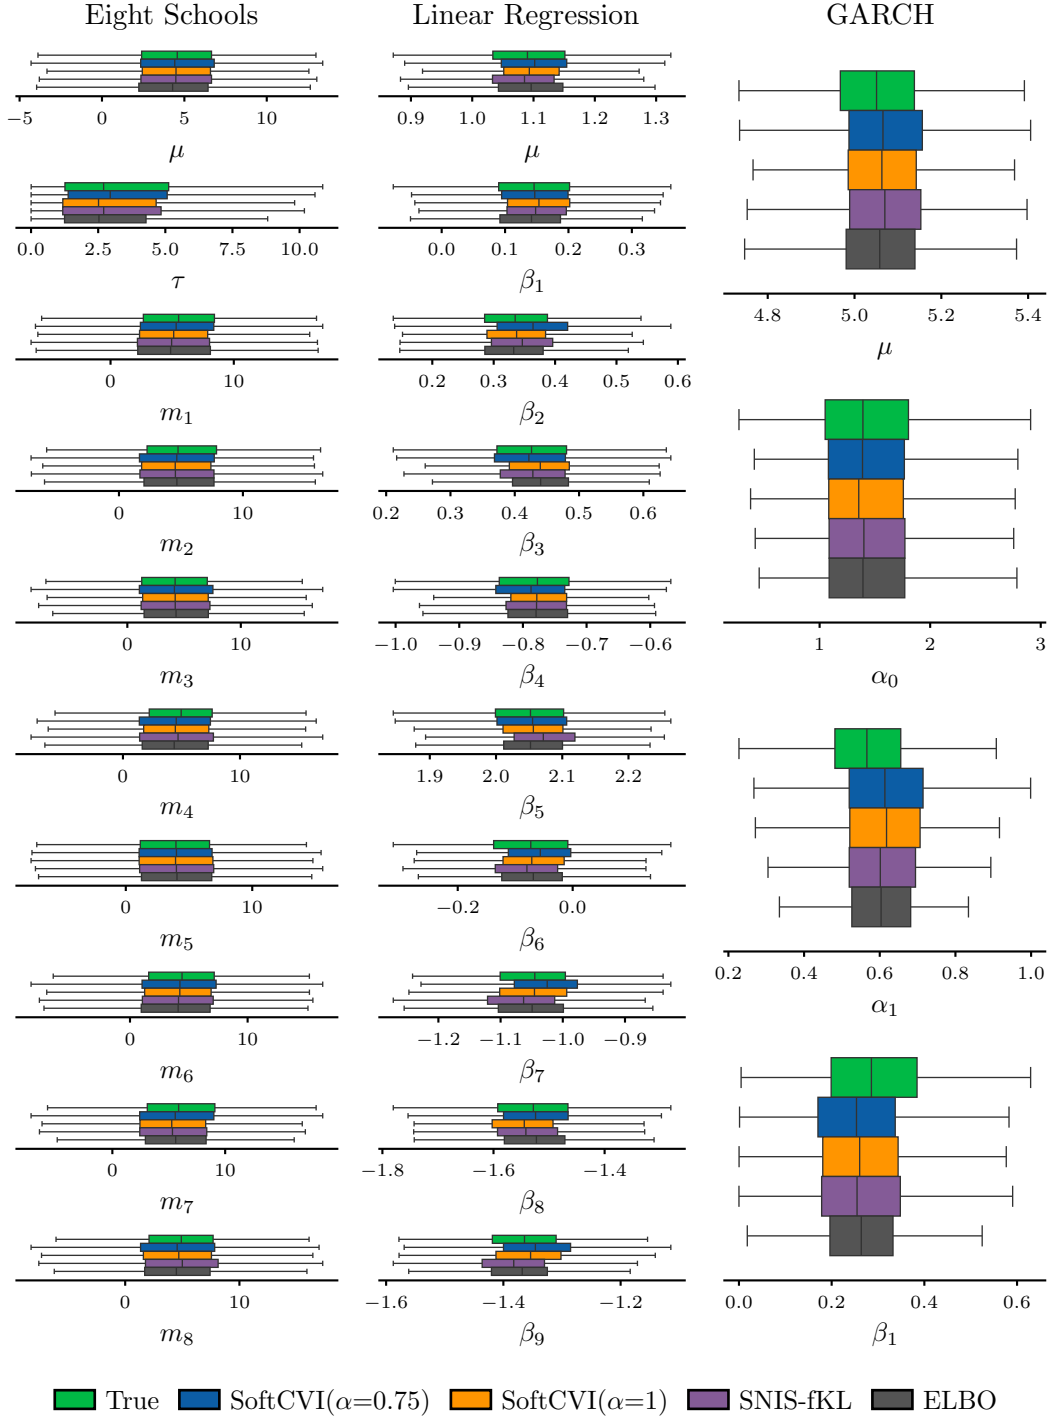 Eight Schools
Linear Regression
GARCH
−5 0 5 10
μ
0.0 2.5 5.0 7.5 10.0
τ
0 10
m1
0 10
m2
0 10
m3
0 10
m4
0 10
m5
0 10
m6
0 10
m7
0 10
m8
0.9 1.0 1.1 1.2 1.3
μ
0.0 0.1 0.2 0.3
β1
0.2 0.3 0.4 0.5 0.6
β2
0.2 0.3 0.4 0.5 0.6
β3
−1.0 −0.9 −0.8 −0.7 −0.6
β4
1.9 2.0 2.1 2.2
β5
−0.2 0.0
β6
−1.2 −1.1 −1.0 −0.9
β7
−1.8 −1.6 −1.4
β8
−1.6 −1.4 −1.2
β9
4.8 5.0 5.2 5.4
μ
1 2 3
α0
0.2 0.4 0.6 0.8 1.0
α1
0.0 0.2 0.4 0.6
β1
True SoftCVI(α=0.75) SoftCVI(α=1) SNIS-fKL ELBO